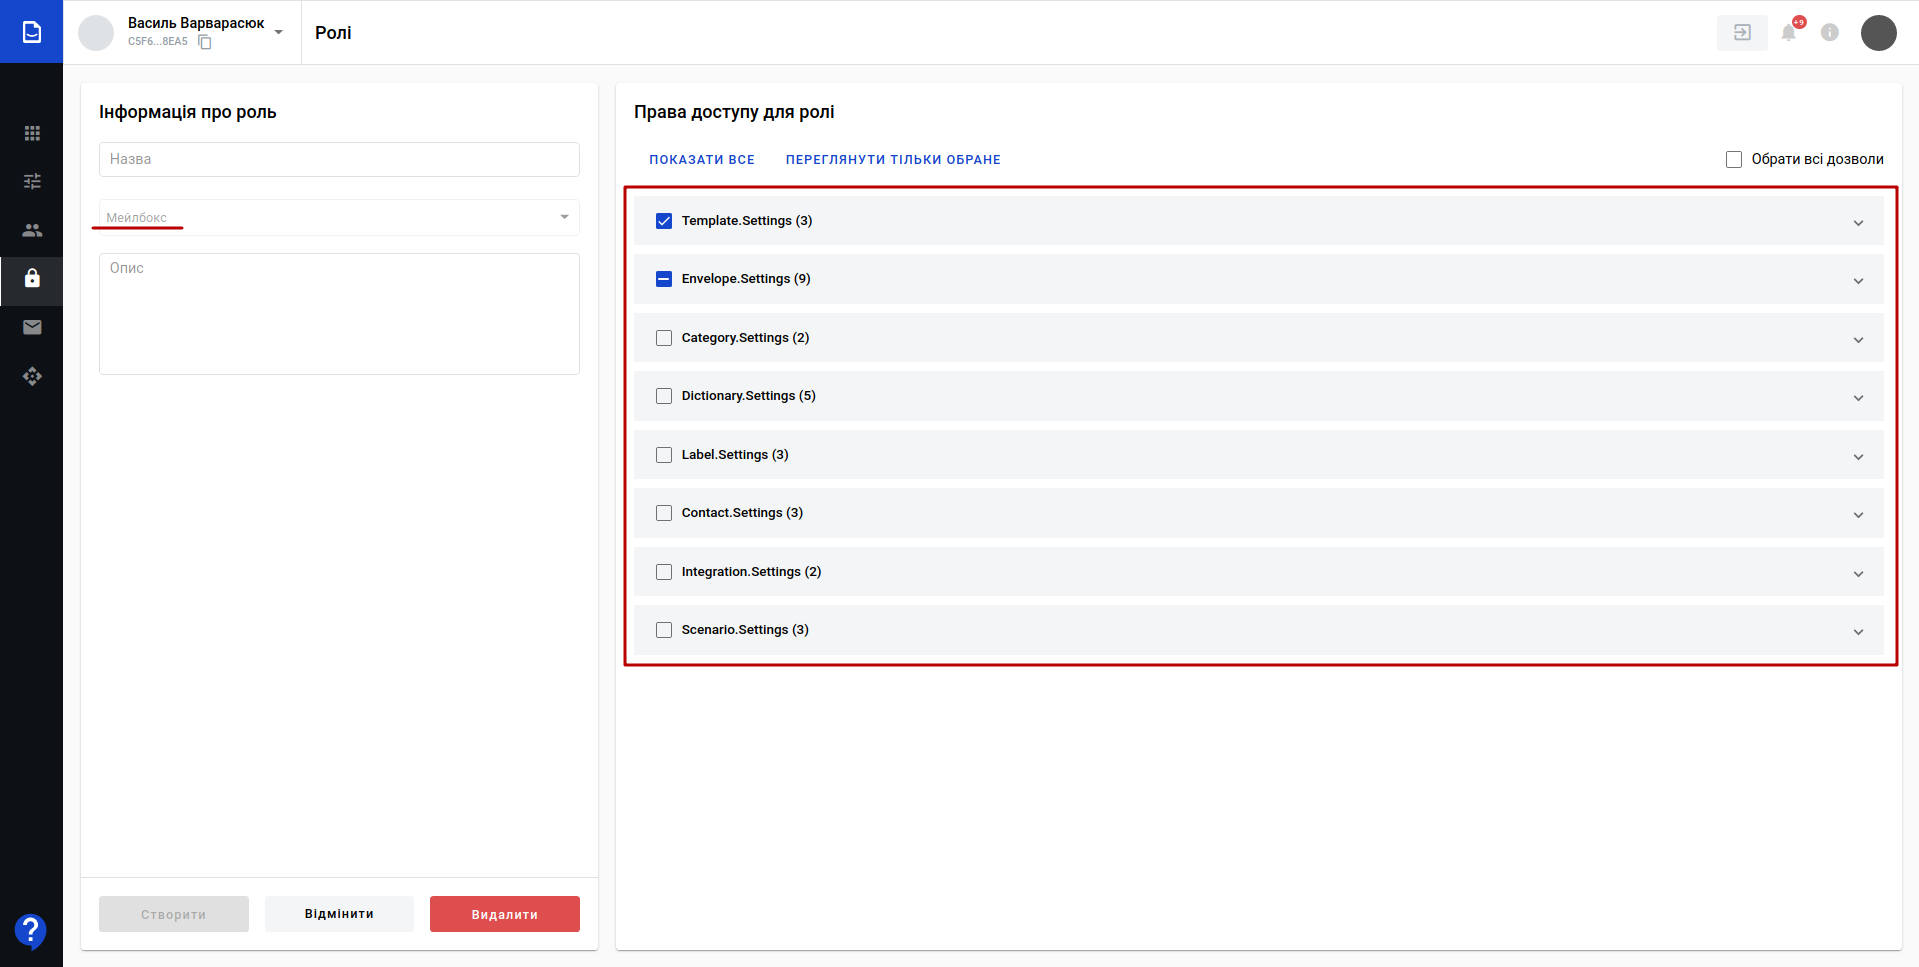 Василь Варварасюк
C5F6...8EA5
Ролі
+9
Інформація про роль
Назва
Мейлбокс
Опис
Створити
Відмінити
Видалити
Права доступу для ролі
ПОКАЗАТИ ВСЕ
ПЕРЕГЛЯНУТИ ТІЛЬКИ ОБРАНЕ
Обрати всі дозволи
Template.Settings (3)
Envelope.Settings (9)
Category.Settings (2)
Dictionary.Settings (5)
Label.Settings (3)
Contact.Settings (3)
Integration.Settings (2)
Scenario.Settings (3)